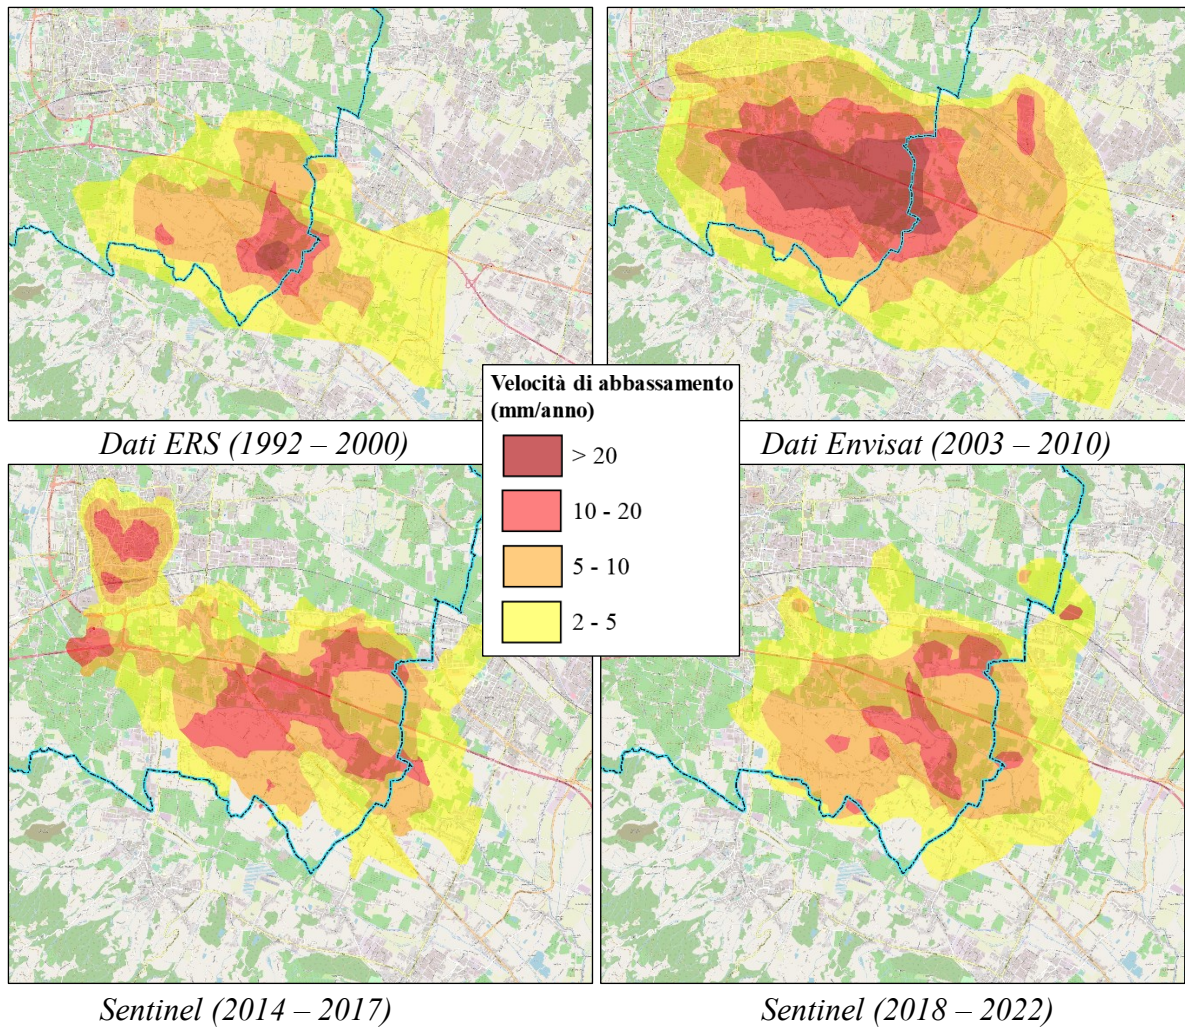 Dati ERS (1992 – 2000)
Dati Envisat (2003 – 2010)
Velocità di abbassamento
(mm/anno)
> 20
10 - 20
5 - 10
2 - 5
Sentinel (2014 – 2017)
Sentinel (2018 – 2022)